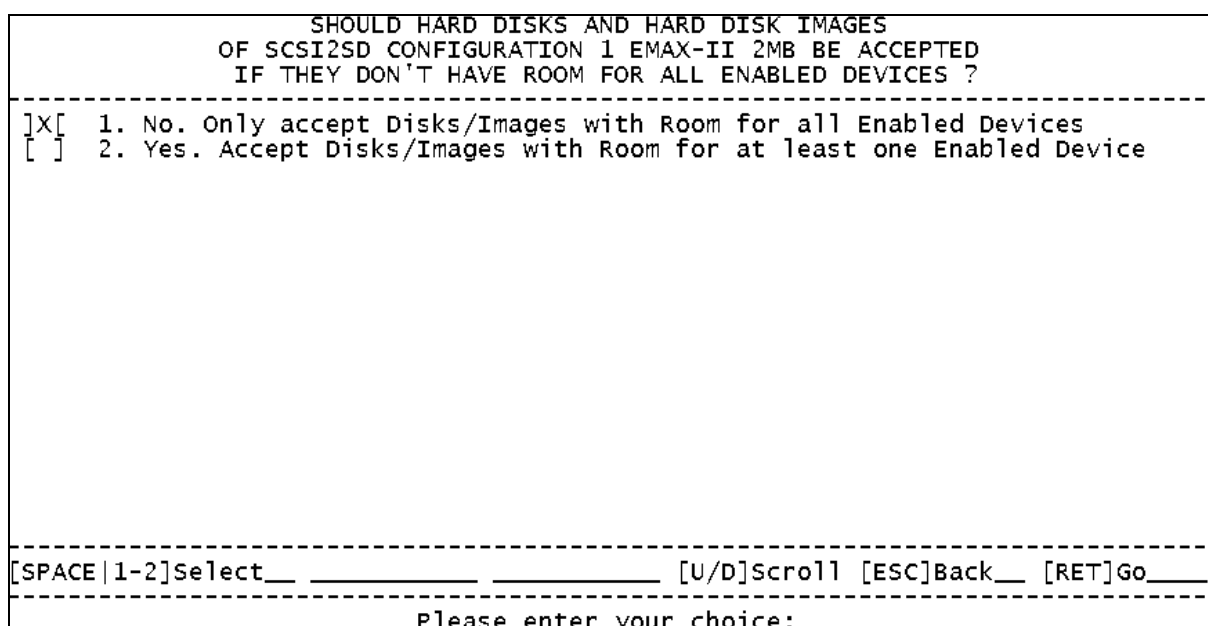 SHOULD HARD DISKS AND HARD DISK IMAGES
OF SCSI2SD CONFIGURATION 1 EMAX-II 2MB BE ACCEPTED
IF THEY DON'T HAVE ROOM FOR ALL ENABLED DEVICES ?
--------------------------------------------------------------------------------
]X[ 1. No. Only accept Disks/Images with Room for all Enabled Devices
[ ] 2. Yes. Accept Disks/Images with Room for at least one Enabled Device
--------------------------------------------------------------------------------
[SPACE|1-2]Select__ ___________ ___________ [U/D]Scroll [ESC]Back__ [RET]Go____
--------------------------------------------------------------------------------
Please enter your choice: